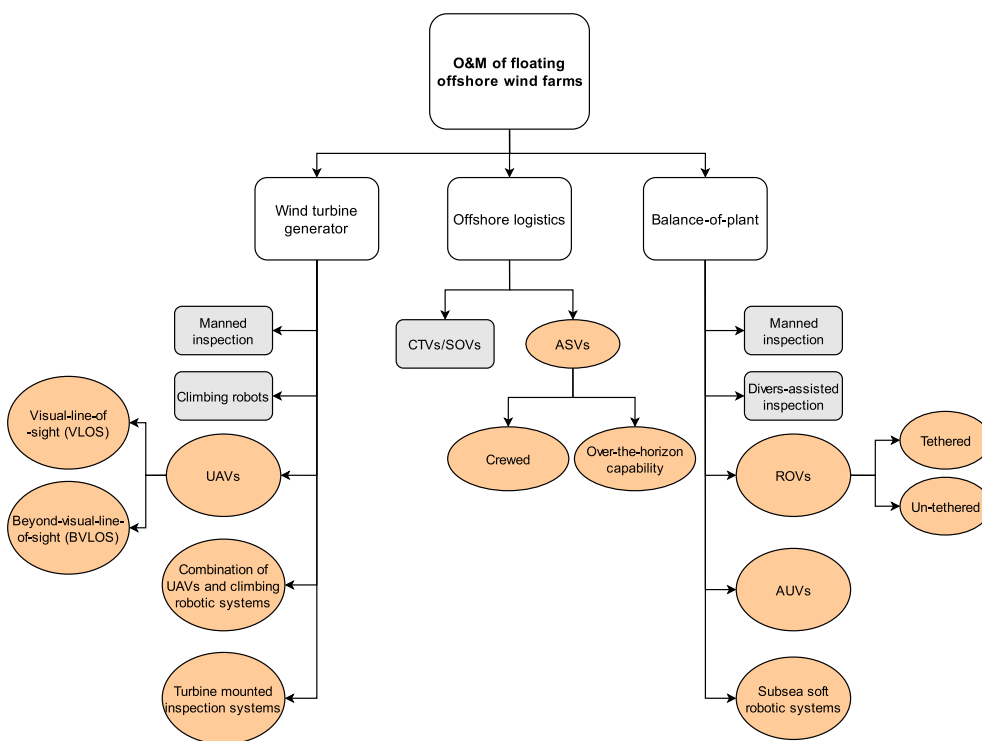 O&M of floating
offshore wind farms
Wind turbine
generator
Offshore logistics
Balance-of-plant
Manned
inspection
CTVs/SOVs
ASVs
Manned
inspection
Climbing robots
Divers-assisted
inspection
Visual-line-of
-sight (VLOS)
Crewed
Over-the-horizon
capability
Tethered
UAVs
ROVs
Beyond-visual-line-
of-sight (BVLOS)
Un-tethered
Combination of
UAVs and climbing
robotic systems
AUVs
Turbine mounted
inspection systems
Subsea soft
robotic systems